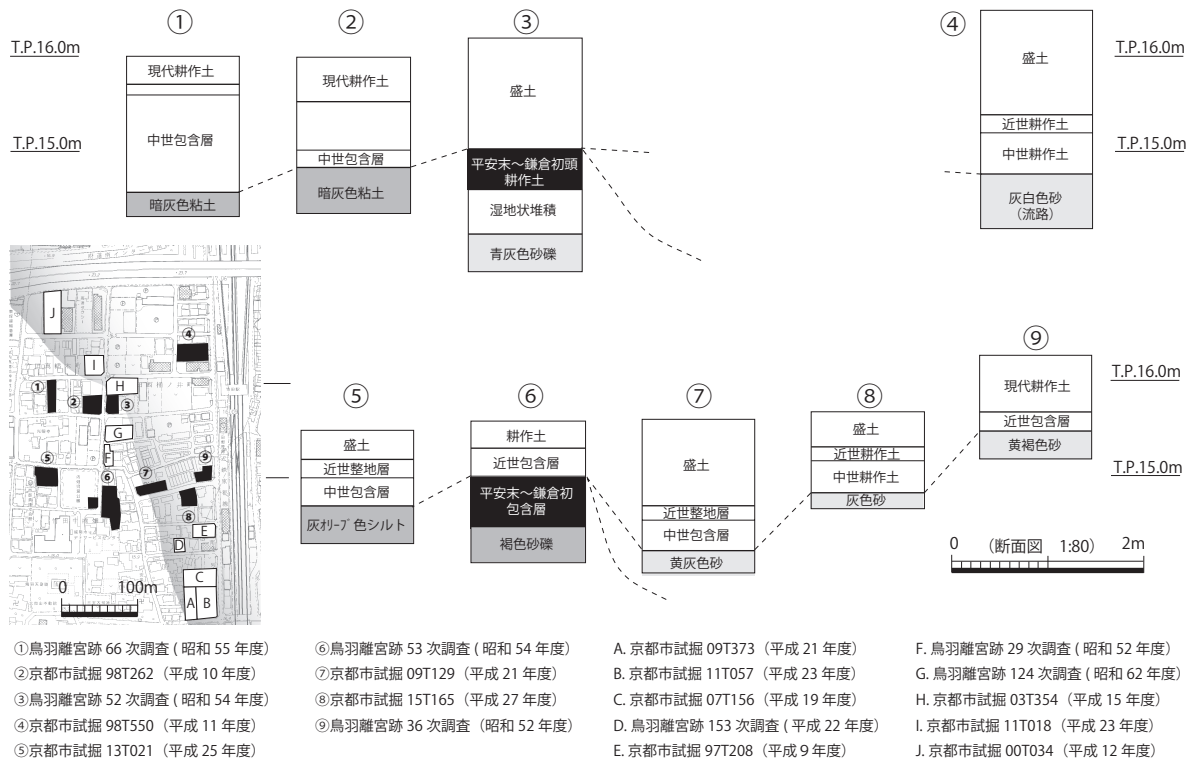 ①
②
③
④
T.P.16.0m
T.P.15.0m
現代耕作土
中世包含層
暗灰色粘土
現代耕作土
中世包含層
暗灰色粘土
盛土
平安末～鎌倉初頭
耕作土
湿地状堆積
青灰色砂礫
盛土
近世耕作土
中世耕作土
灰白色砂
（流路）
T.P.16.0m
T.P.15.0m
J
④
I
①
H
②
③
G
⑤
F
⑥
⑦
⑨
⑧
E
D
C
A
B
0
100m
⑤
⑥
⑦
⑧
⑨
盛土
近世整地層
中世包含層
灰オリーブ色シルト
耕作土
近世包含層
平安末～鎌倉初
包含層
褐色砂礫
盛土
近世整地層
中世包含層
黄灰色砂
盛土
近世耕作土
中世耕作土
灰色砂
現代耕作土
近世包含層
黄褐色砂
T.P.16.0m
T.P.15.0m
0 （断面図 1:80） 2m
①鳥羽離宮跡 66 次調査 ( 昭和 55 年度）
②京都市試掘 98T262（平成 10 年度）
③鳥羽離宮跡 52 次調査 ( 昭和 54 年度）
④京都市試掘 98T550（平成 11 年度）
⑤京都市試掘 13T021（平成 25 年度）
⑥鳥羽離宮跡 53 次調査（昭和 54 年度）
⑦京都市試掘 09T129（平成 21 年度）
⑧京都市試掘 15T165（平成 27 年度）
⑨鳥羽離宮跡 36 次調査（昭和 52 年度）
A. 京都市試掘 09T373（平成 21 年度）
B. 京都市試掘 11T057（平成 23 年度）
C. 京都市試掘 07T156（平成 19 年度）
D. 鳥羽離宮跡 153 次調査 ( 平成 22 年度）
E. 京都市試掘 97T208（平成 9 年度）
F. 鳥羽離宮跡 29 次調査（昭和 52 年度）
G. 鳥羽離宮跡 124 次調査（昭和 62 年度）
H. 京都市試掘 03T354（平成 15 年度）
I. 京都市試掘 11T018（平成 23 年度）
J. 京都市試掘 00T034（平成 12 年度）